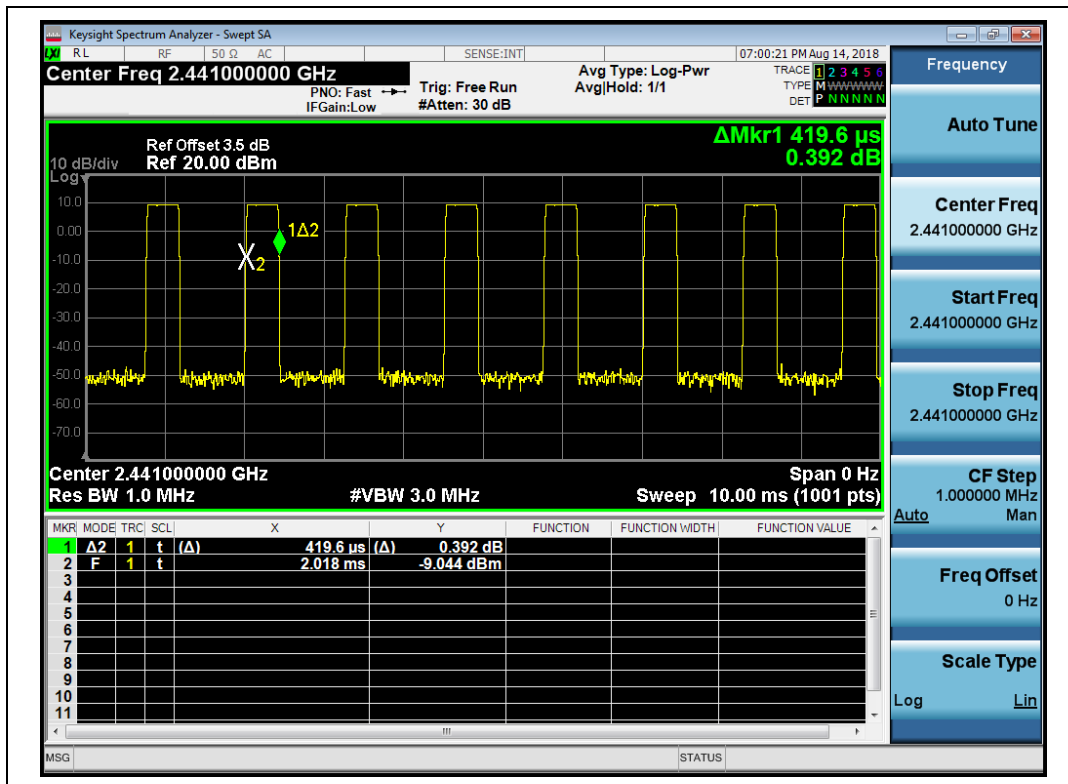 Keysight Spectrum Analyzer - Swept SA
LXI RL RF 50 Ω AC SENSE:INT 07:00:21 PM Aug 14, 2018
Center Freq 2.441000000 GHz
PNO: Fast
IFGain:Low
Trig: Free Run
#Atten: 30 dB
Avg Type: Log-Pwr
Avg|Hold: 1/1
TRACE 1 2 3 4 5 6
TYPE M WWWWW
DET P N N N N N
ΔMkr1 419.6 µs
0.392 dB
Ref Offset 3.5 dB
10 dB/div Ref 20.00 dBm
Log
10.0
0.00
-10.0
-20.0
-30.0
-40.0
-50.0
-60.0
-70.0
1Δ2
2
Center 2.441000000 GHz Span 0 Hz
Res BW 1.0 MHz #VBW 3.0 MHz Sweep 10.00 ms (1001 pts)
MKR MODE TRC SCL X Y FUNCTION FUNCTION WIDTH FUNCTION VALUE
1 Δ2 1 t (Δ) 419.6 µs (Δ) 0.392 dB
2 F 1 t 2.018 ms -9.044 dBm
3
4
5
6
7
8
9
10
11
MSG STATUS
Frequency
Auto Tune
Center Freq
2.441000000 GHz
Start Freq
2.441000000 GHz
Stop Freq
2.441000000 GHz
CF Step
1.000000 MHz
Auto Man
Freq Offset
0 Hz
Scale Type
Log Lin